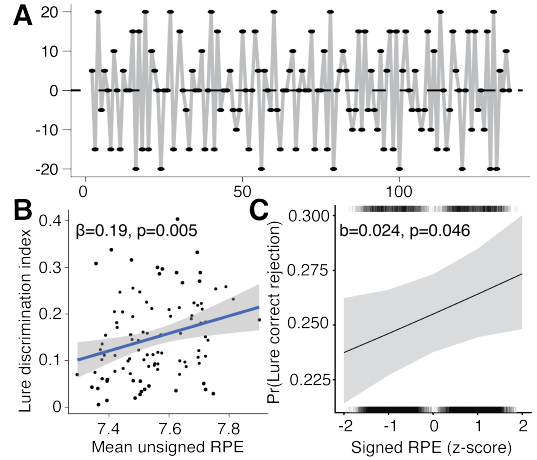 A
20
10
0
-10
-20
0 50 100
B C
0.4
0.3
0.2
0.1
0
Lure discrimination index
β=0.19, p=0.005
7.4 7.6 7.8
Mean unsigned RPE
0.300
0.275
0.250
0.225
Pr(Lure correct rejection)
b=0.024, p=0.046
-2 -1 0 1 2
Signed RPE (z-score)